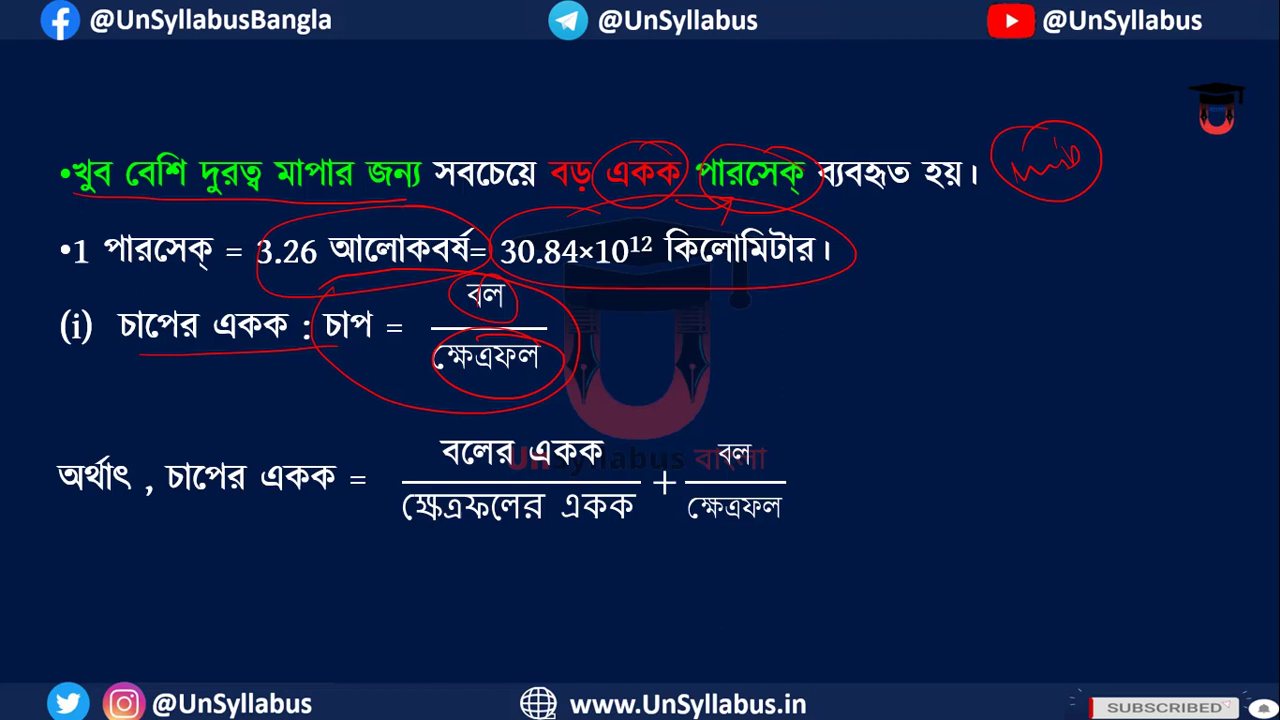 @UnSyllabusBangla @UnSyllabus @UnSyllabus
•খুব বেশি দুরত্ব মাপার জন্য সবচেয়ে বড় একক পারসেক্ ব্যবহৃত হয়।
•1 পারসেক্ = 3.26 আলোকবর্ষ= 30.84×10¹² কিলোমিটার।
(i) চাপের একক : চাপ = বল / ক্ষেত্রফল
অর্থাৎ , চাপের একক = বলের একক / ক্ষেত্রফলের একক + বল / ক্ষেত্রফল
UnSyllabus বাংলা
@UnSyllabus www.UnSyllabus.in SUBSCRIBED